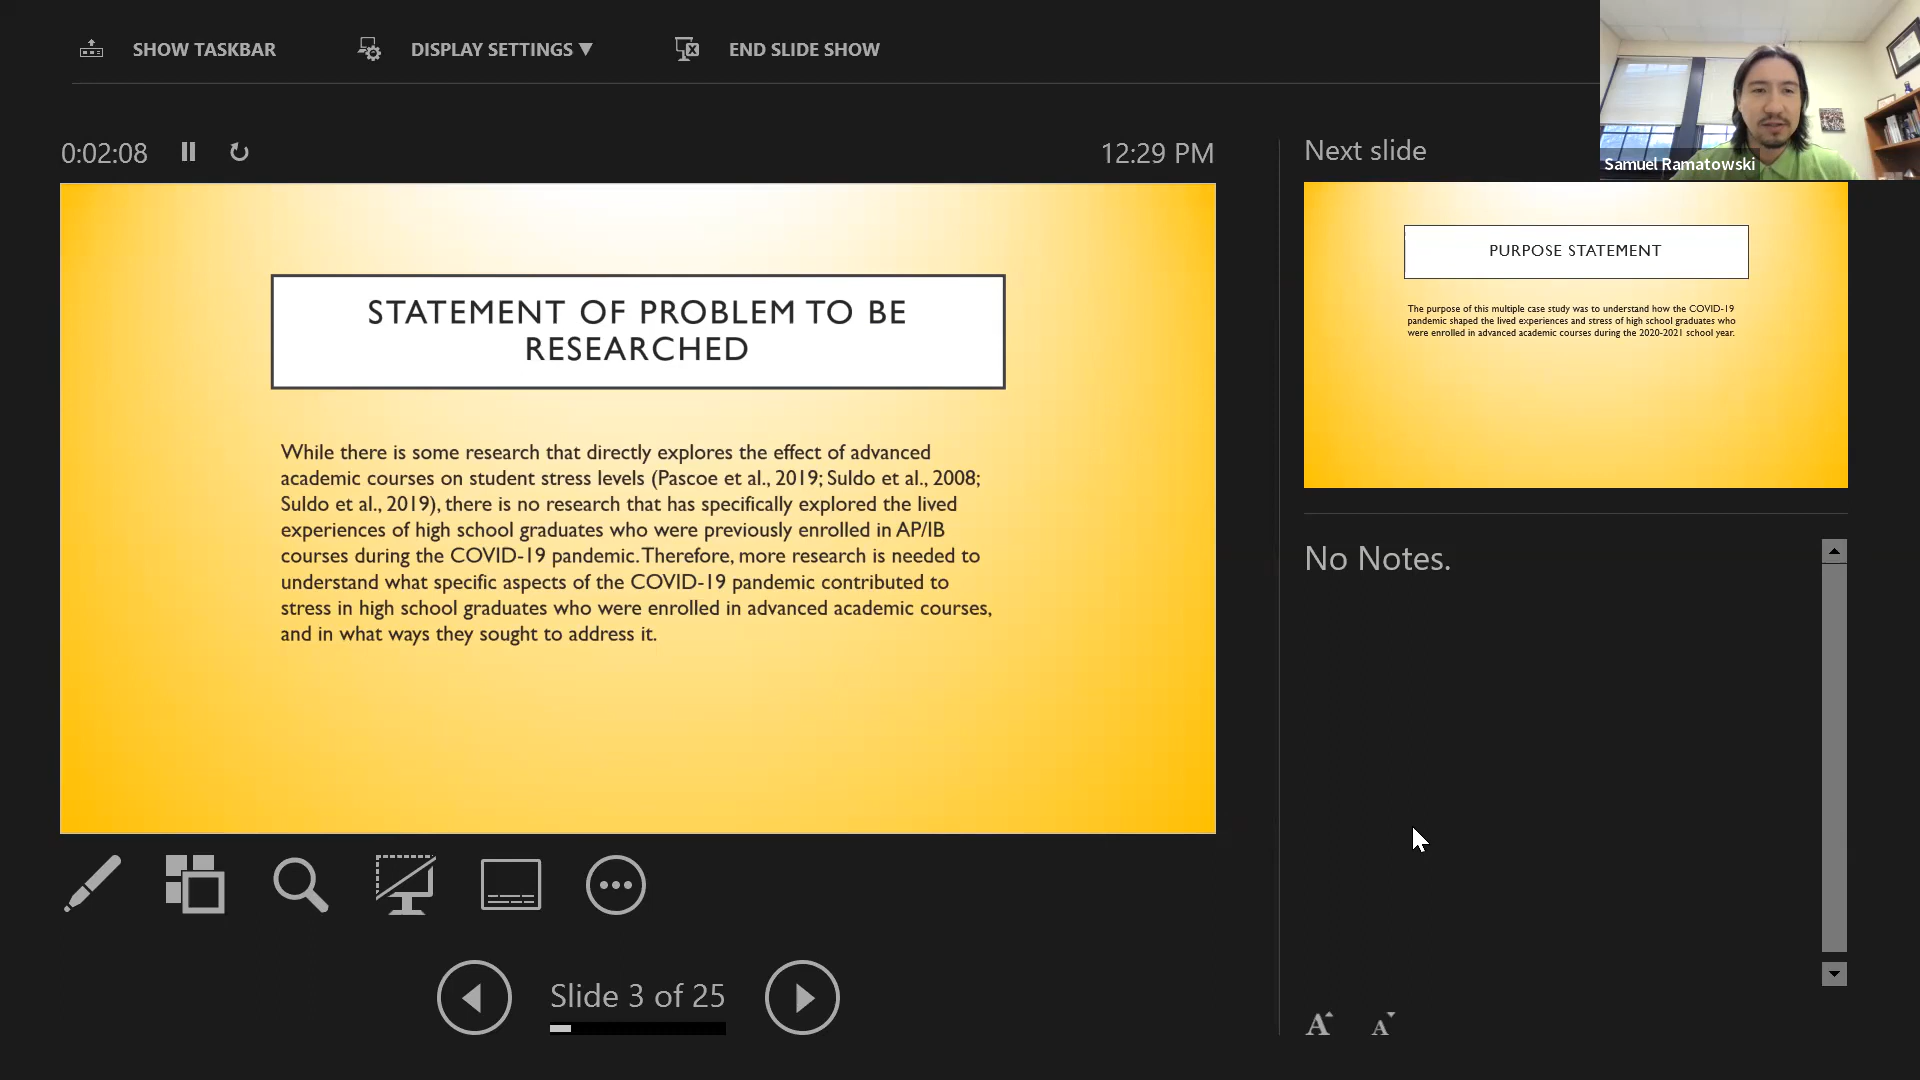 SHOW TASKBAR
DISPLAY SETTINGS ▼
END SLIDE SHOW
Samuel Ramatowski
0:02:08
12:29 PM
STATEMENT OF PROBLEM TO BE
RESEARCHED
While there is some research that directly explores the effect of advanced
academic courses on student stress levels (Pascoe et al., 2019; Suldo et al., 2008;
Suldo et al., 2019), there is no research that has specifically explored the lived
experiences of high school graduates who were previously enrolled in AP/IB
courses during the COVID-19 pandemic. Therefore, more research is needed to
understand what specific aspects of the COVID-19 pandemic contributed to
stress in high school graduates who were enrolled in advanced academic courses,
and in what ways they sought to address it.
Slide 3 of 25
Next slide
PURPOSE STATEMENT
The purpose of this multiple case study was to understand how the COVID-19
pandemic shaped the lived experiences and stress of high school graduates who
were enrolled in advanced academic courses during the 2020-2021 school year.
No Notes.
A A